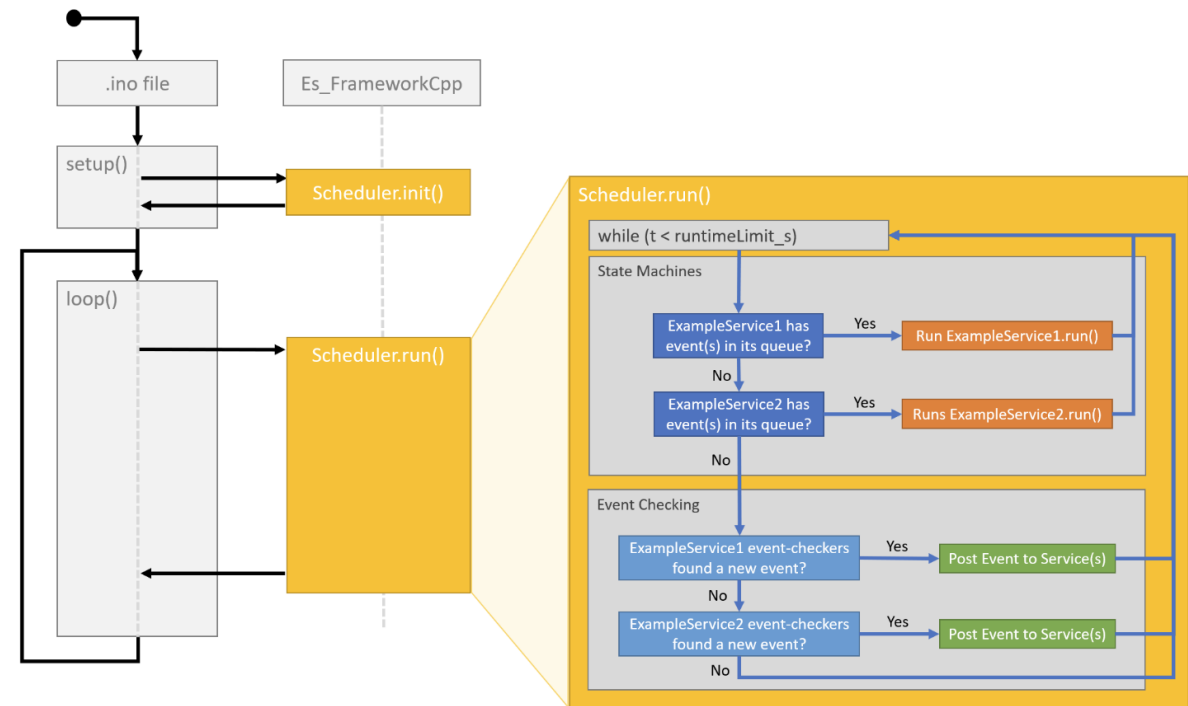 .ino file
Es_FrameworkCpp
setup()
Scheduler.init()
loop()
Scheduler.run()
Scheduler.run()
while (t < runtimeLimit_s)
State Machines
ExampleService1 has
event(s) in its queue?
Yes
Run ExampleService1.run()
No
ExampleService2 has
event(s) in its queue?
Yes
Runs ExampleService2.run()
No
Event Checking
ExampleService1 event-checkers
found a new event?
Yes
Post Event to Service(s)
No
ExampleService2 event-checkers
found a new event?
Yes
Post Event to Service(s)
No